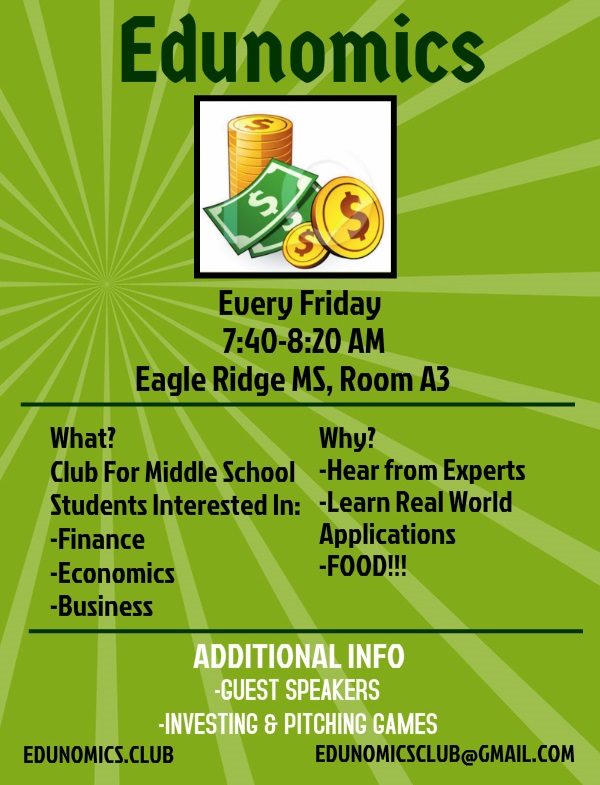 Edunomics
$
$
$
$
Every Friday
7:40-8:20 AM
Eagle Ridge MS, Room A3
What?
Club For Middle School
Students Interested In:
-Finance
-Economics
-Business
Why?
-Hear from Experts
-Learn Real World
Applications
-FOOD!!!
ADDITIONAL INFO
-GUEST SPEAKERS
-INVESTING & PITCHING GAMES
EDUNOMICS.CLUB
EDUNOMICSCLUB@GMAIL.COM